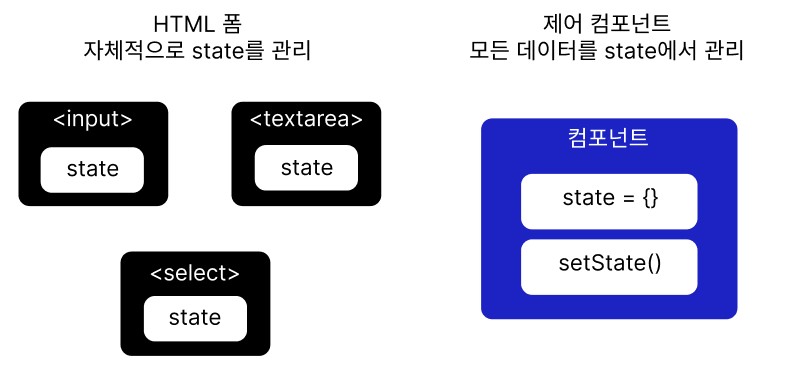 HTML 폼
자체적으로 state를 관리
<input>
state
<textarea>
state
<select>
state
제어 컴포넌트
모든 데이터를 state에서 관리
컴포넌트
state = {}
setState()